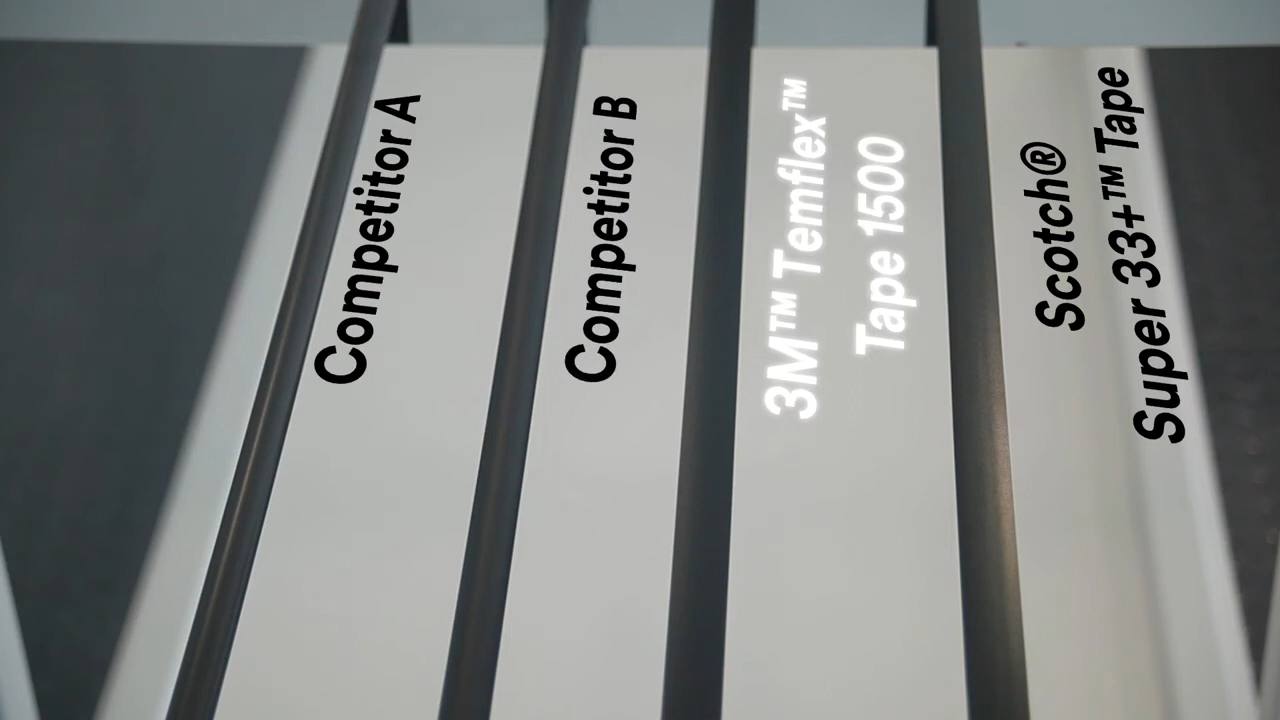 Competitor A
Competitor B
3M™ Temflex™
Tape 1500
Scotch®
Super 33+™ Tape